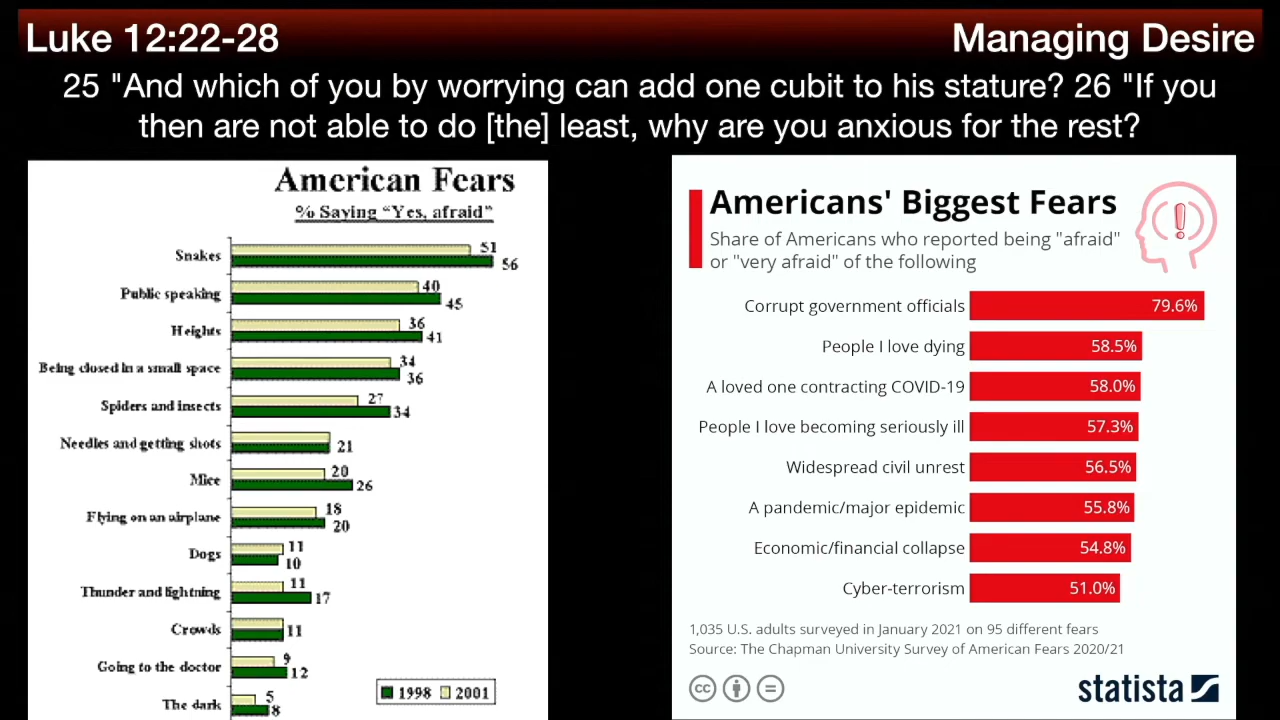 Luke 12:22-28
Managing Desire
25 "And which of you by worrying can add one cubit to his stature? 26 "If you
then are not able to do [the] least, why are you anxious for the rest?
American Fears
% Saying “Yes, afraid”
Snakes 51 56
Public speaking 40 45
Heights 36 41
Being closed in a small space 34 36
Spiders and insects 27 34
Needles and getting shots 21
Mice 20 26
Flying on an airplane 18 20
Dogs 11 10
Thunder and lightning 11 17
Crowds 11
Going to the doctor 9 12
The dark 5 8
1998 2001
Americans' Biggest Fears
Share of Americans who reported being "afraid"
or "very afraid" of the following
Corrupt government officials 79.6%
People I love dying 58.5%
A loved one contracting COVID-19 58.0%
People I love becoming seriously ill 57.3%
Widespread civil unrest 56.5%
A pandemic/major epidemic 55.8%
Economic/financial collapse 54.8%
Cyber-terrorism 51.0%
1,035 U.S. adults surveyed in January 2021 on 95 different fears
Source: The Chapman University Survey of American Fears 2020/21
cc
statista